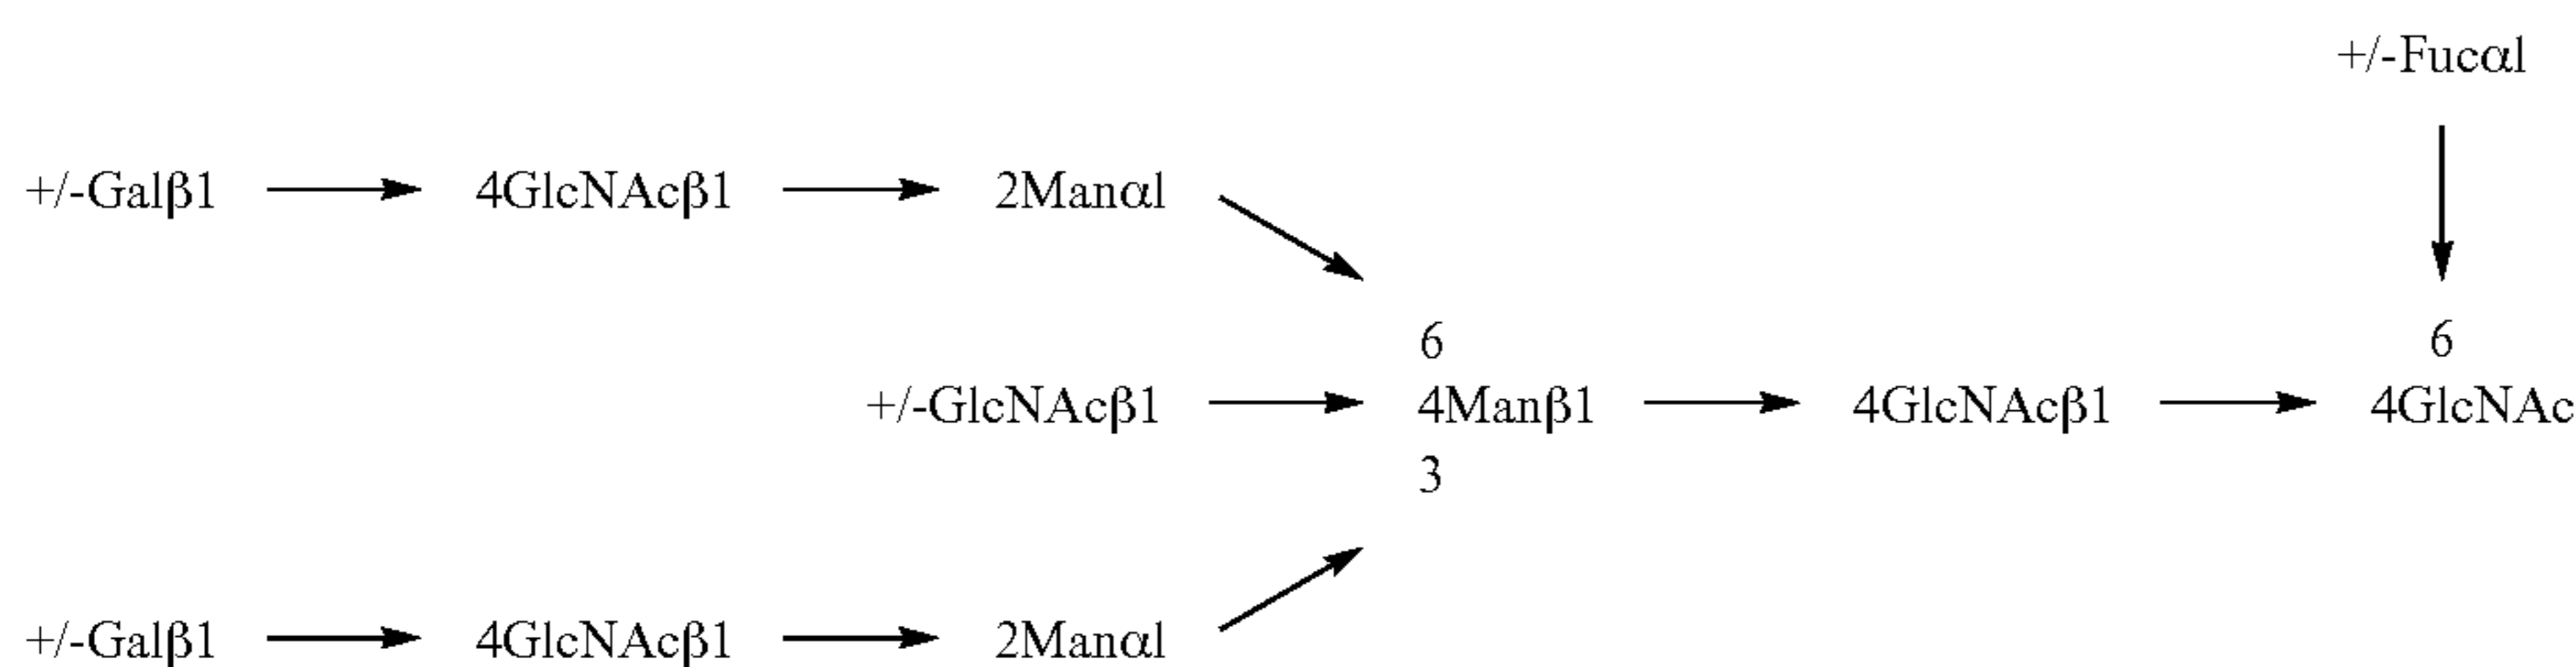 +/-Fucαl
+/-Galβ1 4GlcNAcβ1 2Manαl
6 6
+/-GlcNAcβ1 4Manβ1 4GlcNAcβ1 4GlcNAc
3
+/-Galβ1 4GlcNAcβ1 2Manαl